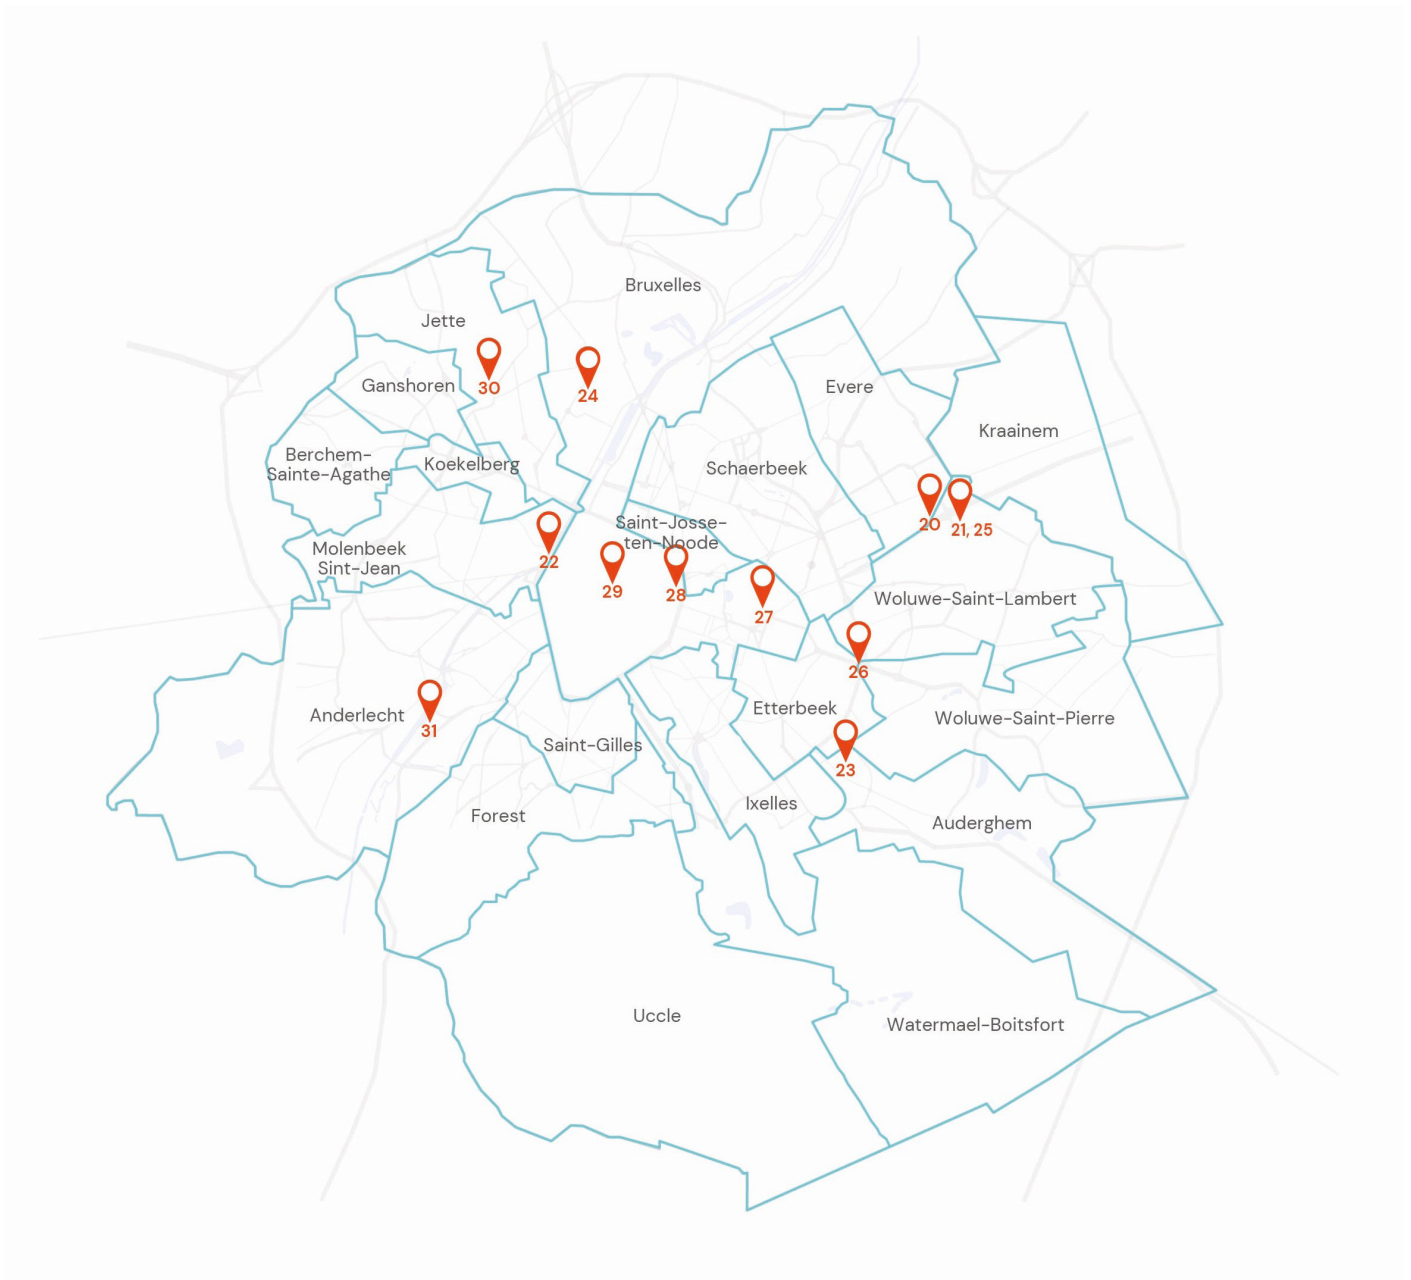 Bruxelles
Jette
30
24
Ganshoren
Evere
Kraainem
Berchem-
Sainte-Agathe
Koekelberg
Schaerbeek
20
21, 25
Saint-Josse-
ten-Noode
Molenbeek
Sint-Jean
22
29
28
27
Woluwe-Saint-Lambert
26
Anderlecht
31
Etterbeek
Woluwe-Saint-Pierre
Saint-Gilles
23
Ixelles
Forest
Auderghem
Uccle
Watermael-Boitsfort